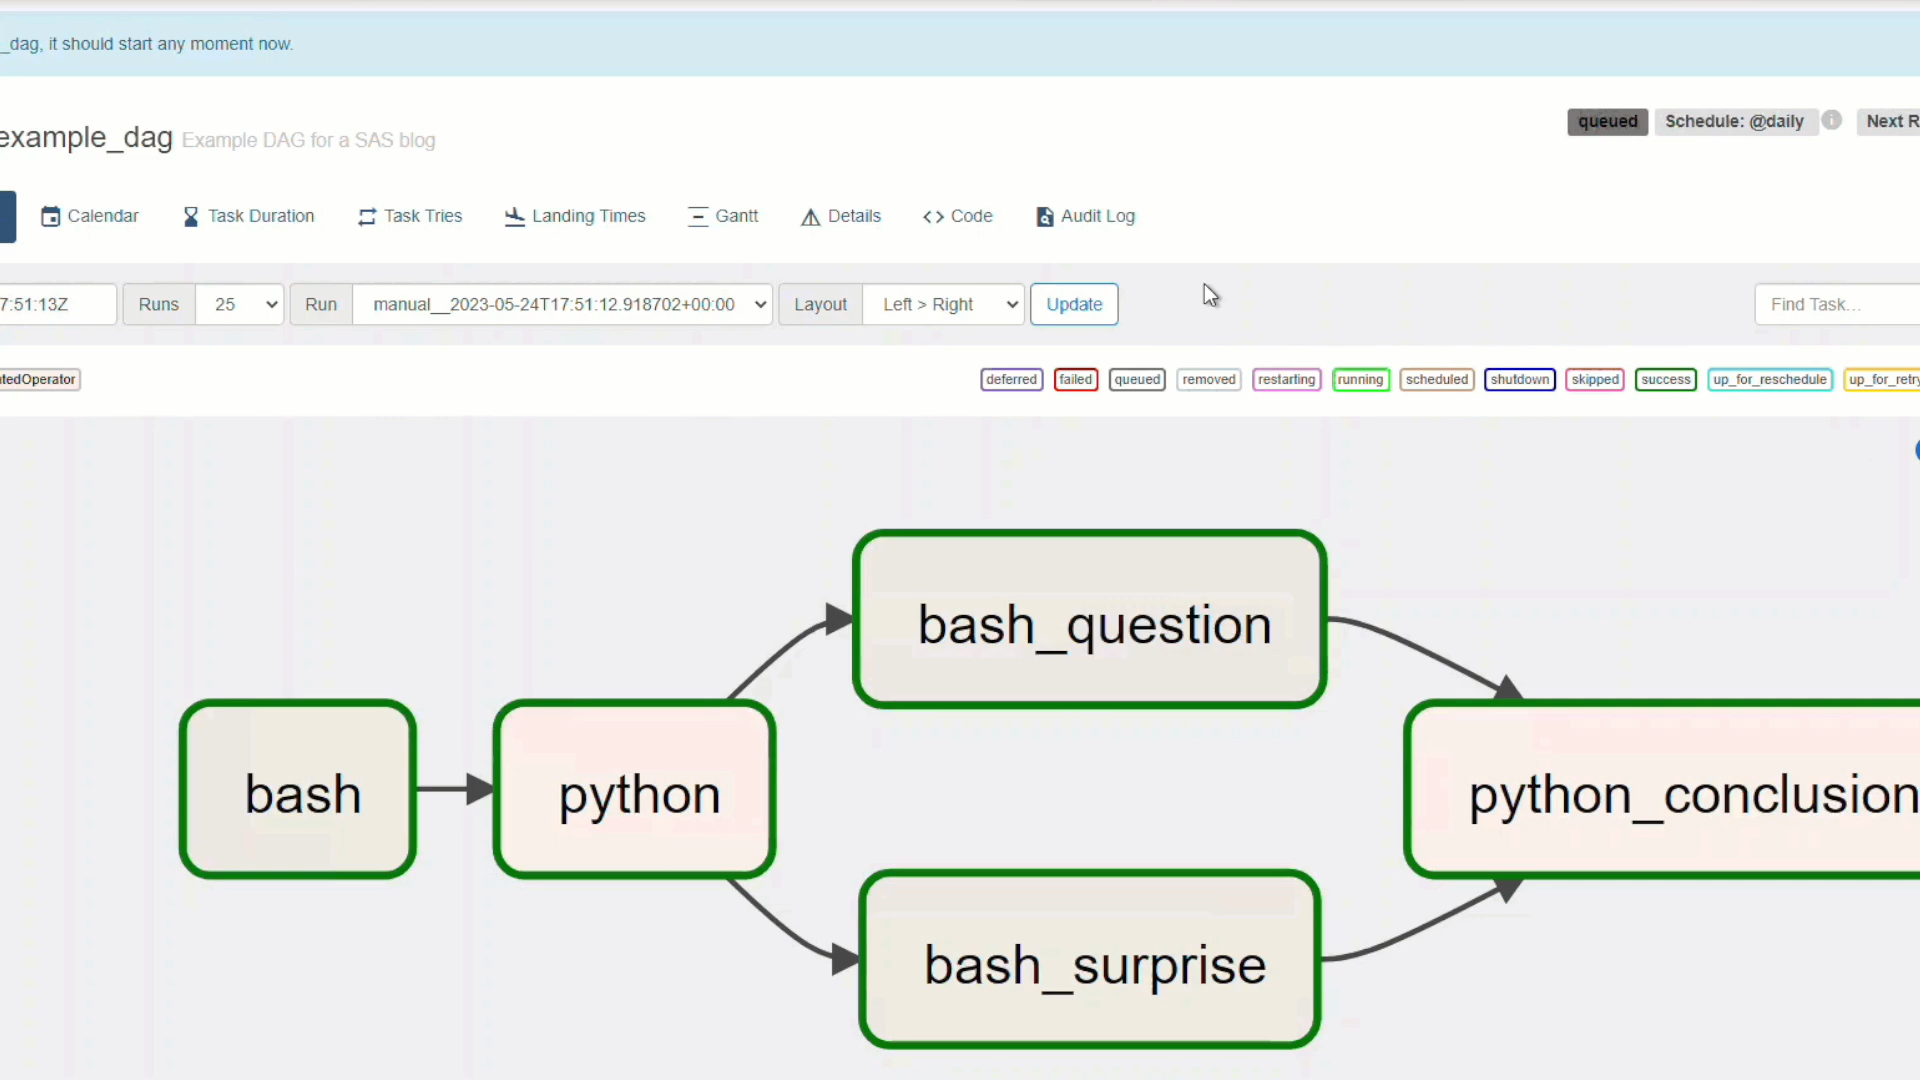 _dag, it should start any moment now.
example_dag Example DAG for a SAS blog
queued Schedule: @daily Next R
Calendar Task Duration Task Tries Landing Times Gantt Details Code Audit Log
7:51:13Z Runs 25 Run manual__2023-05-24T17:51:12.918702+00:00 Layout Left > Right Update Find Task...
tedOperator deferred failed queued removed restarting running scheduled shutdown skipped success up_for_reschedule up_for_retry
bash_question
bash python python_conclusion
bash_surprise